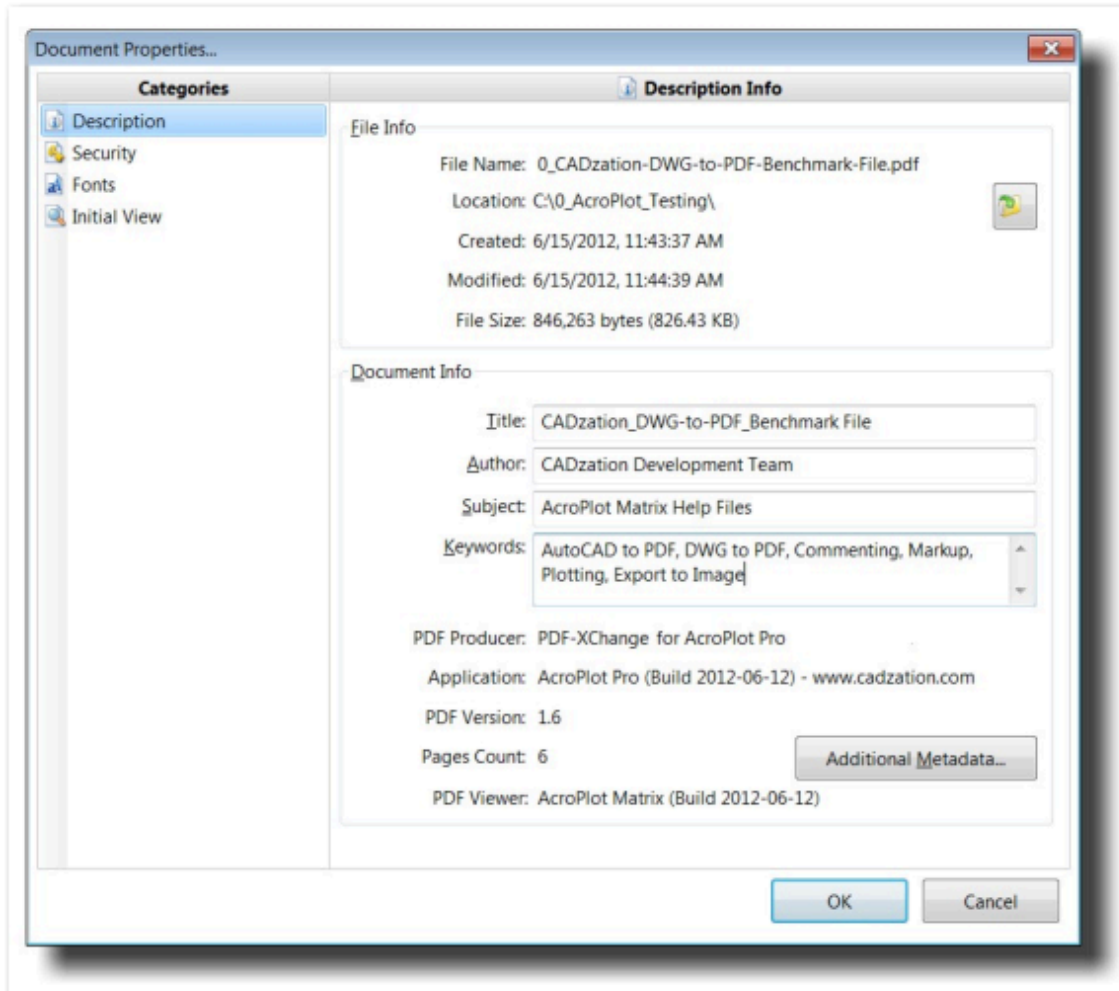 Document Properties...
Categories
Description Info
Description
Security
Fonts
Initial View
File Info
File Name: 0_CADzation-DWG-to-PDF-Benchmark-File.pdf
Location: C:\0_AcroPlot_Testing\
Created: 6/15/2012, 11:43:37 AM
Modified: 6/15/2012, 11:44:39 AM
File Size: 846,263 bytes (826.43 KB)
Document Info
Title: CADzation_DWG-to-PDF_Benchmark File
Author: CADzation Development Team
Subject: AcroPlot Matrix Help Files
Keywords: AutoCAD to PDF, DWG to PDF, Commenting, Markup,
Plotting, Export to Image
PDF Producer: PDF-XChange for AcroPlot Pro
Application: AcroPlot Pro (Build 2012-06-12) - www.cadzation.com
PDF Version: 1.6
Pages Count: 6
Additional Metadata...
PDF Viewer: AcroPlot Matrix (Build 2012-06-12)
OK
Cancel